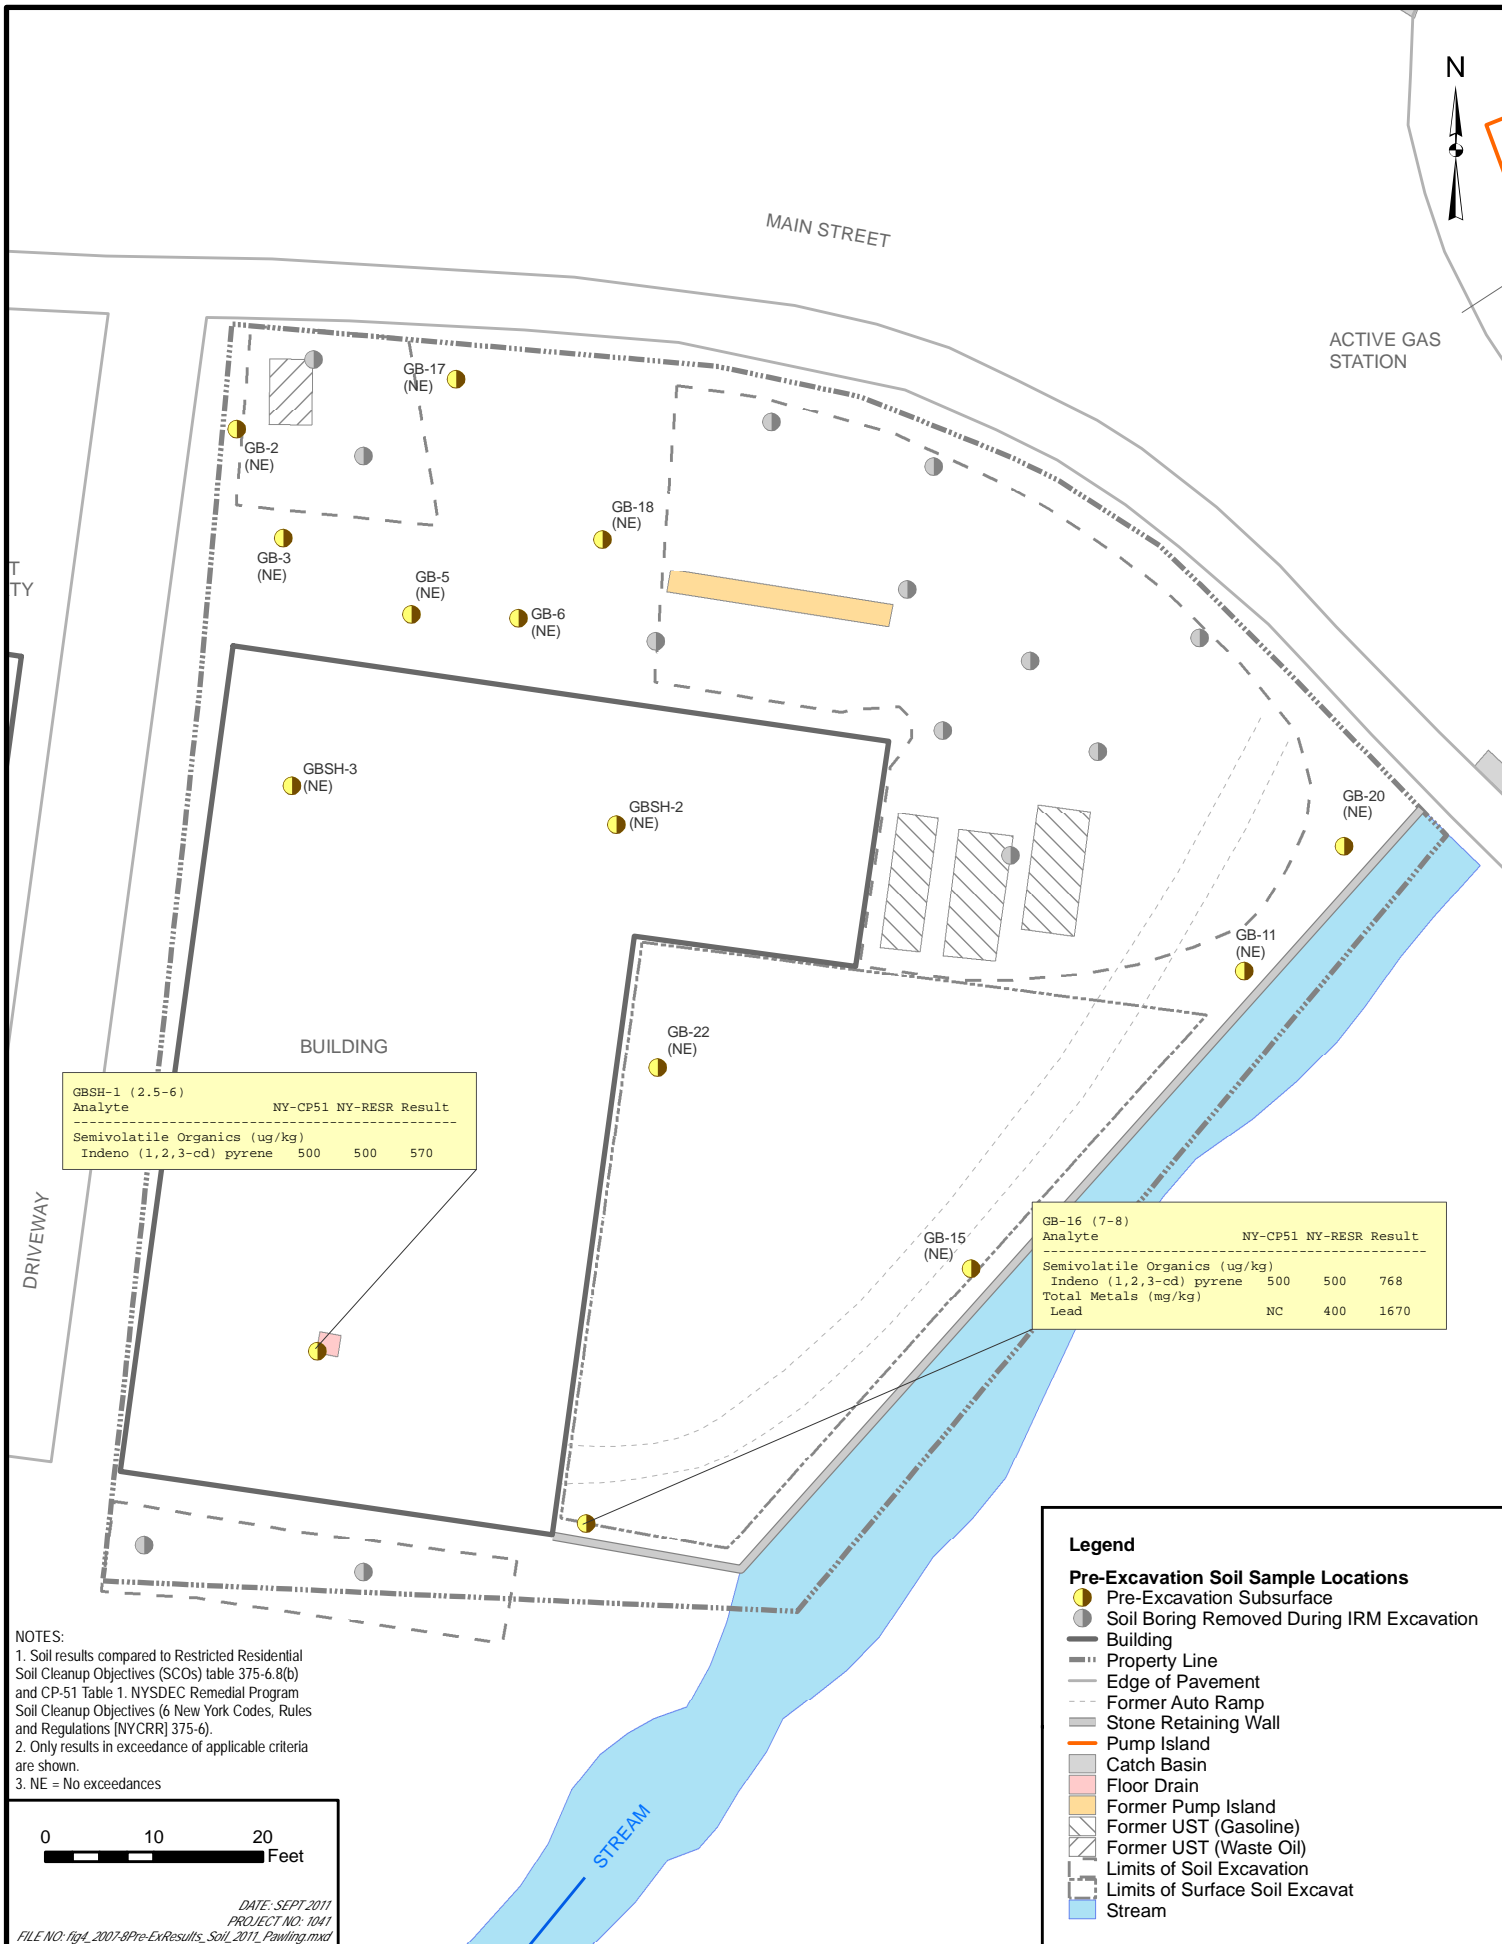 N
MAIN STREET
ACTIVE GAS
STATION
GB-17
(NE)
GB-2
(NE)
GB-18
(NE)
GB-3
(NE)
T
TY
GB-5
(NE)
GB-6
(NE)
GBSH-3
(NE)
GBSH-2
(NE)
GB-20
(NE)
GB-11
(NE)
GB-22
(NE)
BUILDING
GBSH-1 (2.5-6)
Analyte NY-CP51 NY-RESR Result
------------------------------------------------
Semivolatile Organics (ug/kg)
Indeno (1,2,3-cd) pyrene 500 500 570
DRIVEWAY
GB-15
(NE)
GB-16 (7-8)
Analyte NY-CP51 NY-RESR Result
------------------------------------------------
Semivolatile Organics (ug/kg)
Indeno (1,2,3-cd) pyrene 500 500 768
Total Metals (mg/kg)
Lead NC 400 1670
NOTES:
1. Soil results compared to Restricted Residential
Soil Cleanup Objectives (SCOs) table 375-6.8(b)
and CP-51 Table 1. NYSDEC Remedial Program
Soil Cleanup Objectives (6 New York Codes, Rules
and Regulations [NYCRR] 375-6).
2. Only results in exceedance of applicable criteria
are shown.
3. NE = No exceedances
0 10 20
Feet
DATE: SEPT 2011
PROJECT NO: 1041
FILE NO: fig4_2007-8Pre-ExResults_Soil_2011_Pawling.mxd
STREAM
Legend
Pre-Excavation Soil Sample Locations
Pre-Excavation Subsurface
Soil Boring Removed During IRM Excavation
Building
Property Line
Edge of Pavement
Former Auto Ramp
Stone Retaining Wall
Pump Island
Catch Basin
Floor Drain
Former Pump Island
Former UST (Gasoline)
Former UST (Waste Oil)
Limits of Soil Excavation
Limits of Surface Soil Excavat
Stream